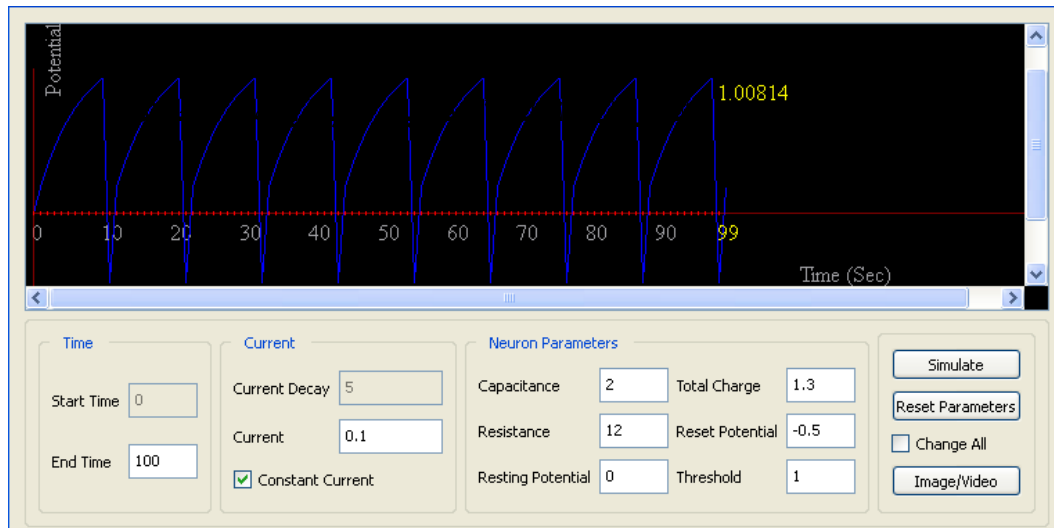 Potential
1.00814
0 10 20 30 40 50 60 70 80 90 99
Time (Sec)
Time
Start Time 0
End Time 100
Current
Current Decay 5
Current 0.1
Constant Current
Neuron Parameters
Capacitance 2 Total Charge 1.3
Resistance 12 Reset Potential -0.5
Resting Potential 0 Threshold 1
Simulate
Reset Parameters
Change All
Image/Video